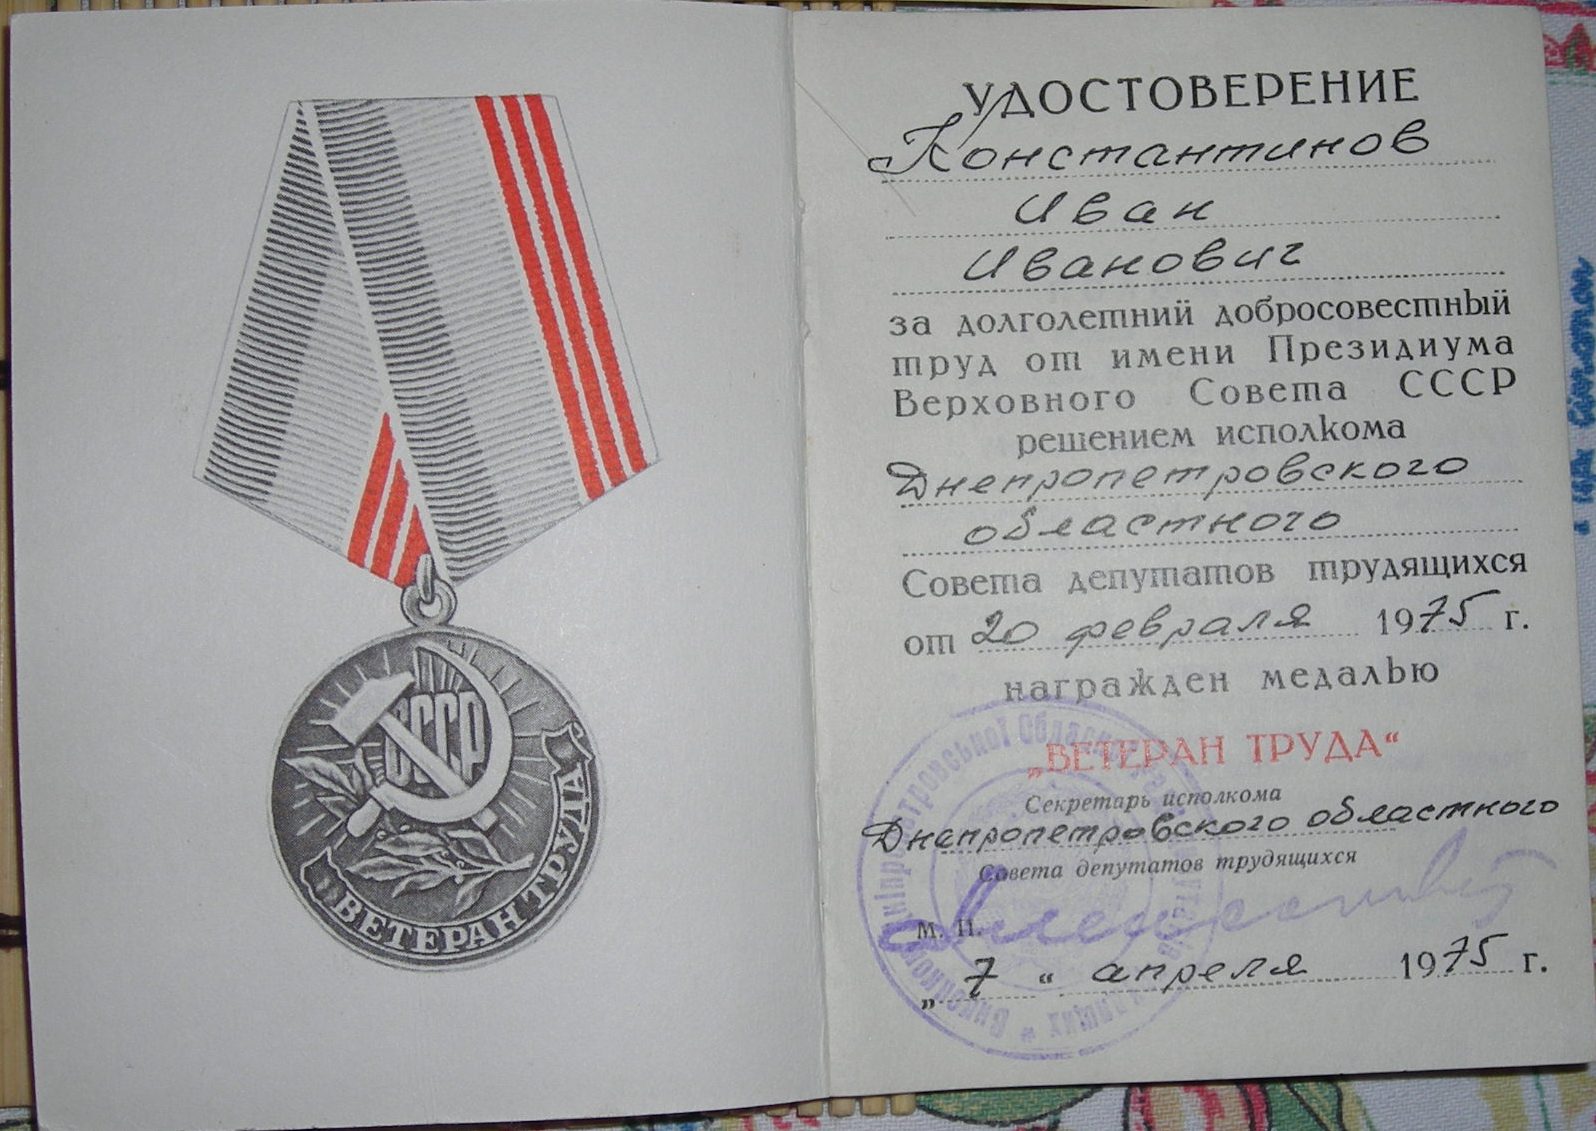 СССР
ВЕТЕРАН ТРУДА
УДОСТОВЕРЕНИЕ
Константинов
Иван
Иванович
за долголетний добросовестный
труд от имени Президиума
Верховного Совета СССР
решением исполкома
Днепропетровского
областного
Совета депутатов трудящихся
от 20 февраля 1975 г.
награжден медалью
„ВЕТЕРАН ТРУДА“
Секретарь исполкома
Днепропетровского областного
Совета депутатов трудящихся
М. П.
„ 7 “ апреля 1975 г.